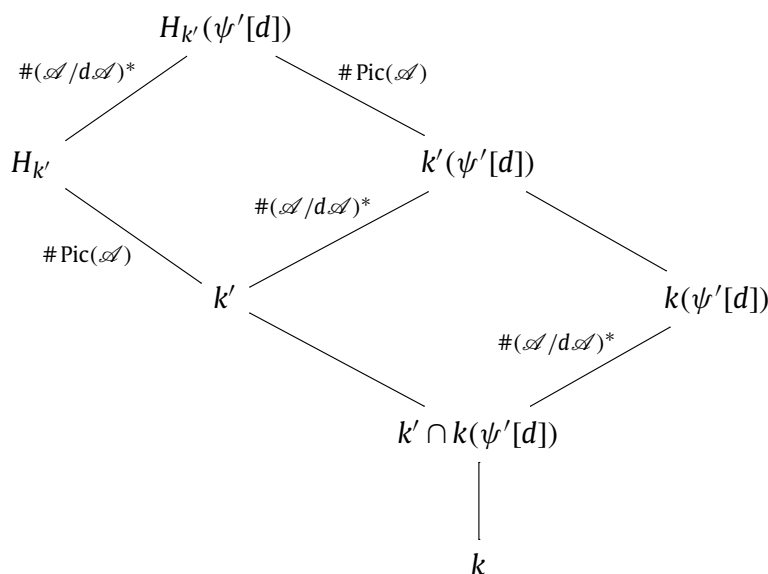 H_{k′}(ψ′[d])
#(𝒜/d𝒜)* # Pic(𝒜)
H_{k′} k′(ψ′[d])
#(𝒜/d𝒜)*
# Pic(𝒜)
k′ k(ψ′[d])
#(𝒜/d𝒜)*
k′ ∩ k(ψ′[d])
k